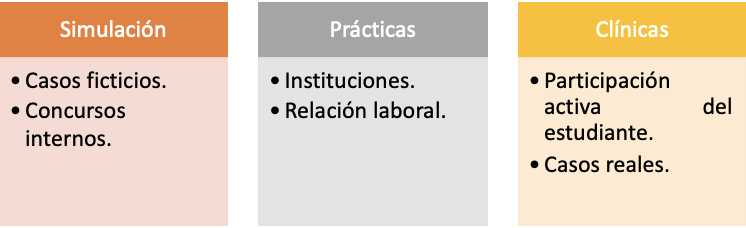 Simulación
• Casos ficticios.
• Concursos
internos.
Prácticas
• Instituciones.
• Relación laboral.
Clínicas
• Participación
activa del
estudiante.
• Casos reales.